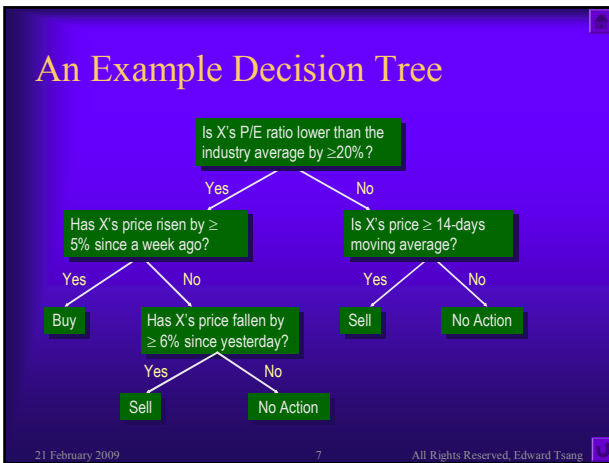 An Example Decision Tree
Is X's P/E ratio lower than the
industry average by ≥20%?
Yes
No
Has X's price risen by ≥
5% since a week ago?
Is X's price ≥ 14-days
moving average?
Yes
No
Yes
No
Buy
Has X's price fallen by
≥ 6% since yesterday?
Sell
No Action
Yes
No
Sell
No Action
21 February 2009
7
All Rights Reserved, Edward Tsang